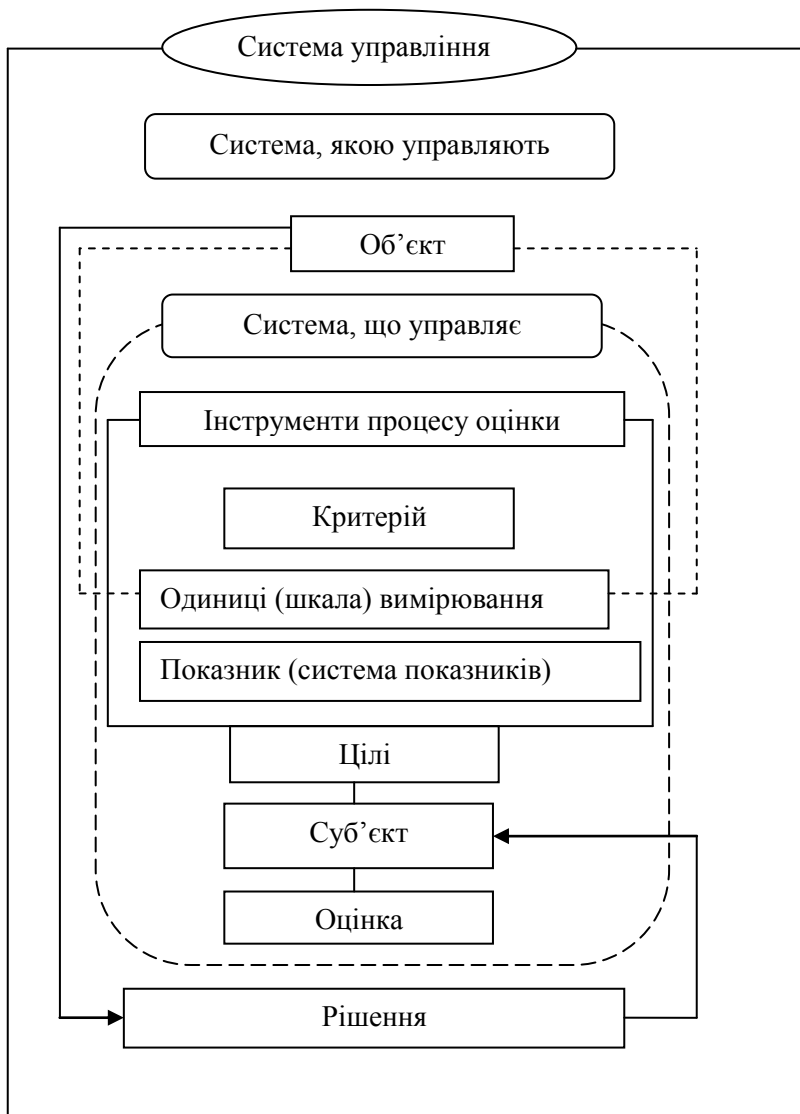 Система управління
Система, якою управляють
Об’єкт
Система, що управляє
Інструменти процесу оцінки
Критерій
Одиниці (шкала) вимірювання
Показник (система показників)
Цілі
Суб’єкт
Оцінка
Рішення